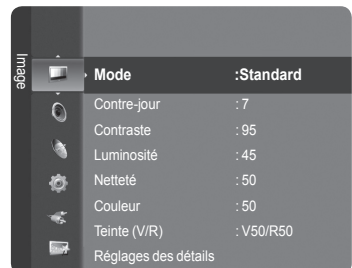 Image
Mode :Standard
Contre-jour : 7
Contraste : 95
Luminosité : 45
Netteté : 50
Couleur : 50
Teinte (V/R) : V50/R50
Réglages des détails